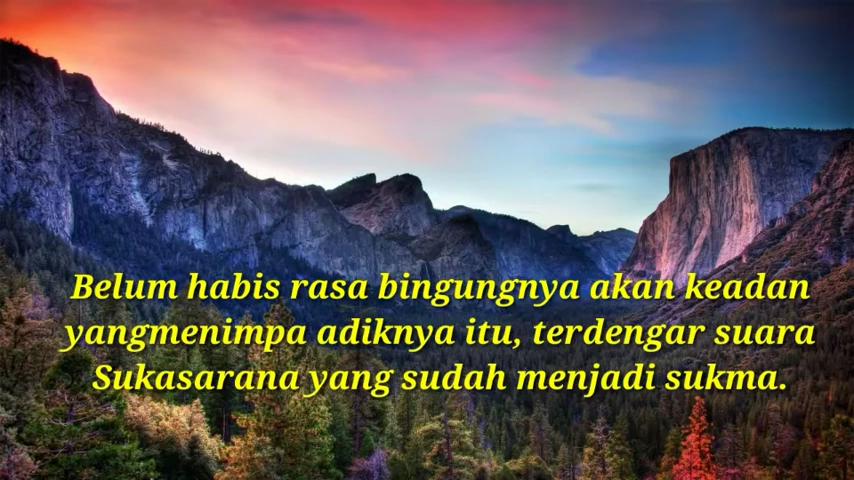 Belum habis rasa bingungnya akan keadan
yangmenimpa adiknya itu, terdengar suara
Sukasarana yang sudah menjadi sukma.